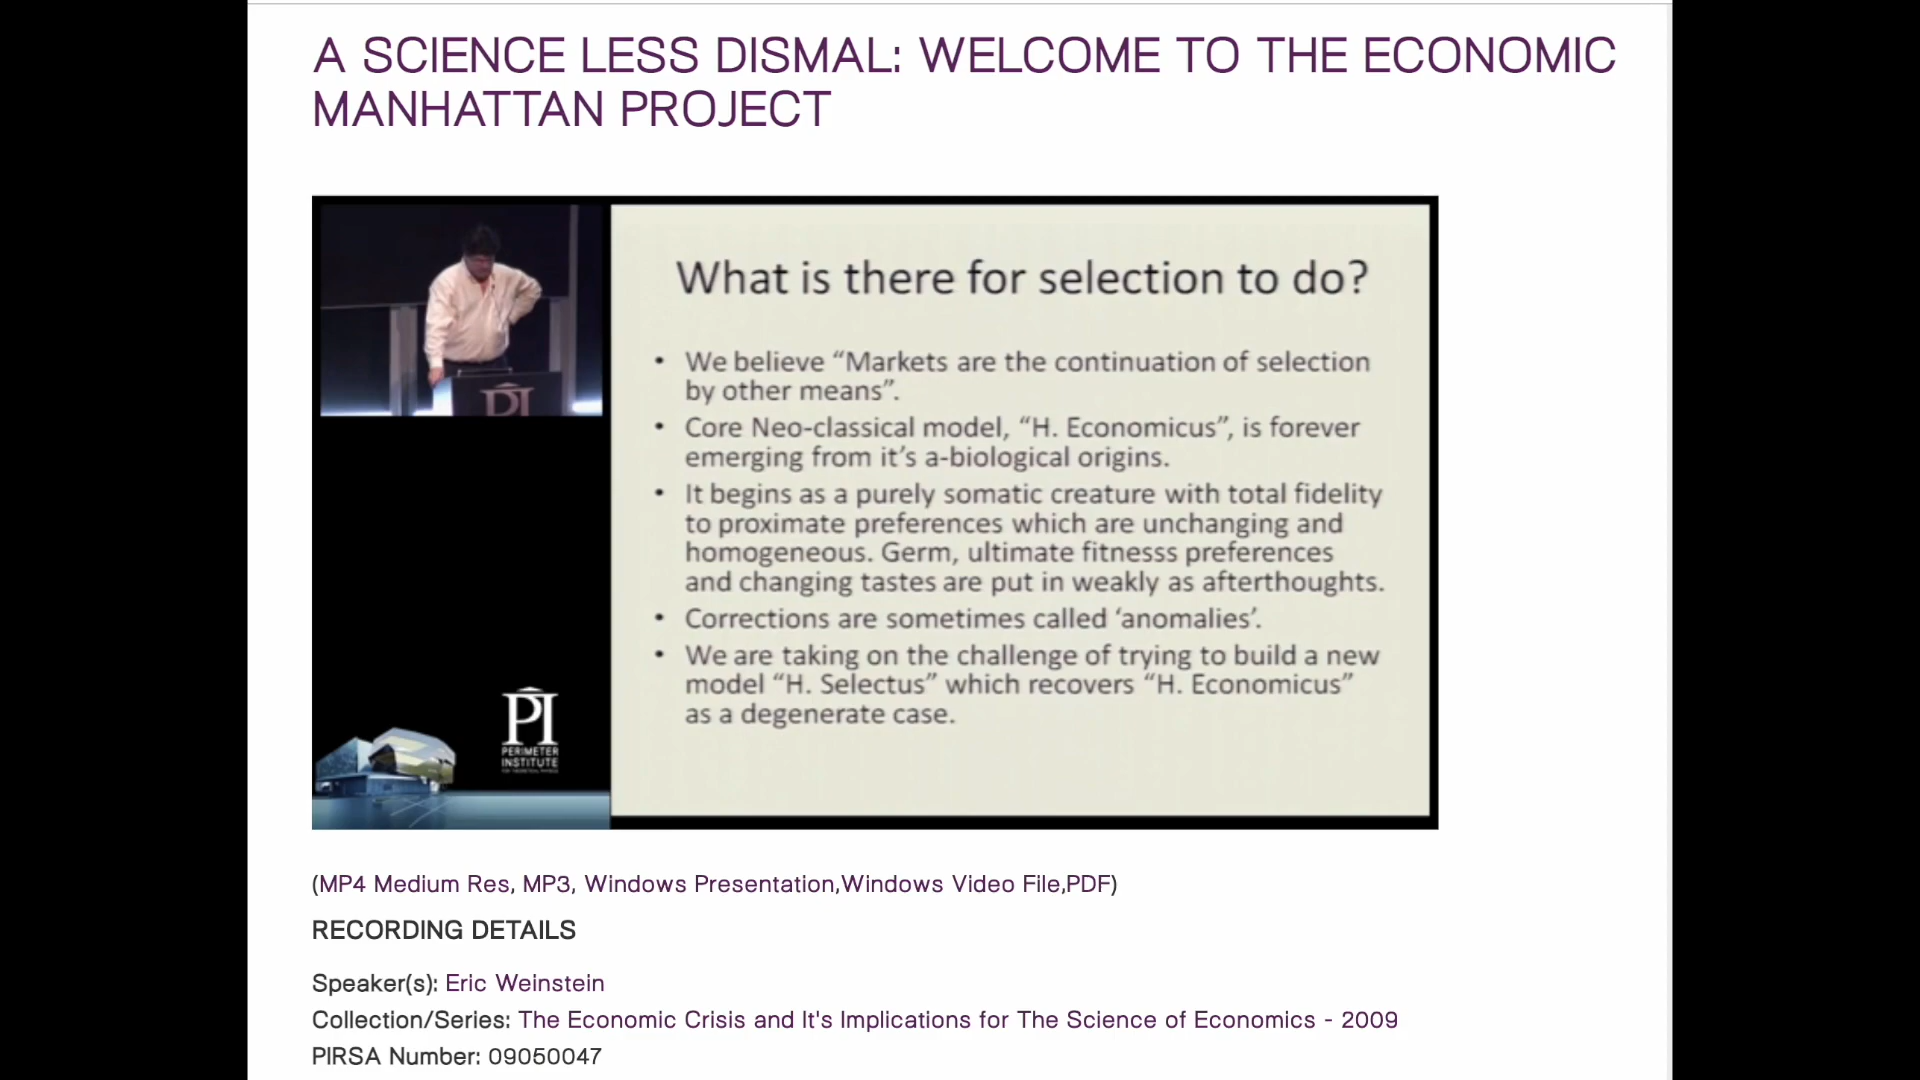 A SCIENCE LESS DISMAL: WELCOME TO THE ECONOMIC
MANHATTAN PROJECT
What is there for selection to do?
• We believe “Markets are the continuation of selection
by other means”.
• Core Neo-classical model, “H. Economicus”, is forever
emerging from it’s a-biological origins.
• It begins as a purely somatic creature with total fidelity
to proximate preferences which are unchanging and
homogeneous. Germ, ultimate fitnesss preferences
and changing tastes are put in weakly as afterthoughts.
• Corrections are sometimes called ‘anomalies’.
• We are taking on the challenge of trying to build a new
model “H. Selectus” which recovers “H. Economicus”
as a degenerate case.
PI
PI
PERIMETER
INSTITUTE
FOR THEORETICAL PHYSICS
(MP4 Medium Res, MP3, Windows Presentation,Windows Video File,PDF)
RECORDING DETAILS
Speaker(s): Eric Weinstein
Collection/Series: The Economic Crisis and It's Implications for The Science of Economics - 2009
PIRSA Number: 09050047